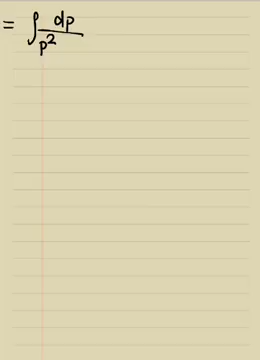 = ∫ dp/p²